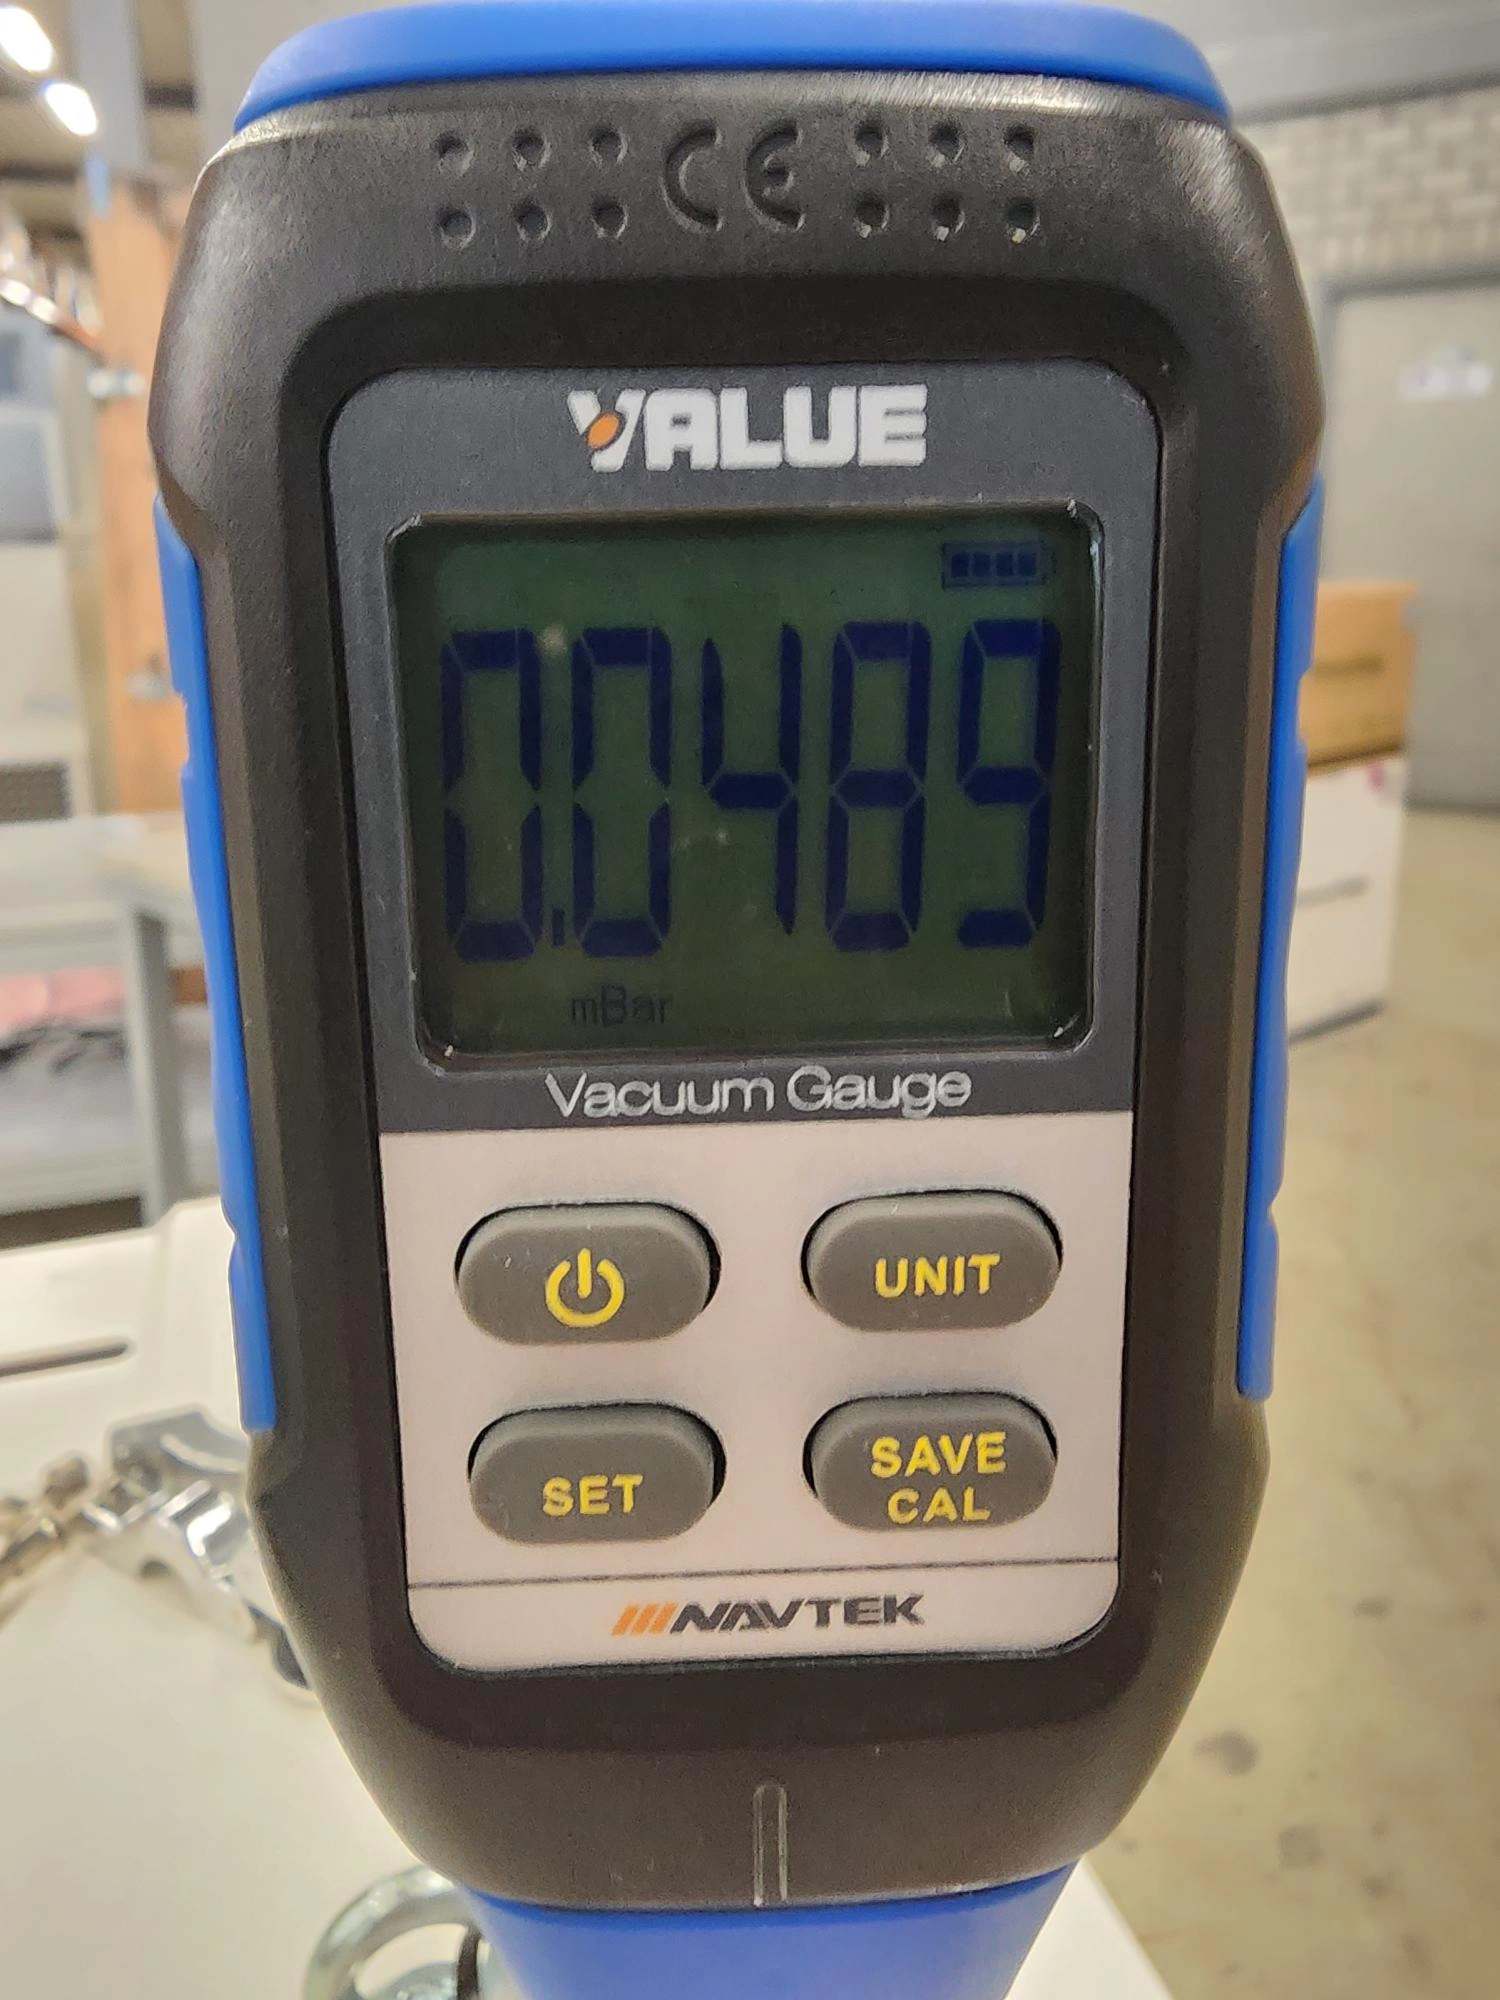 CE
VALUE
0.0489
mBar
Vacuum Gauge
UNIT
SET
SAVE
CAL
NAVTEK